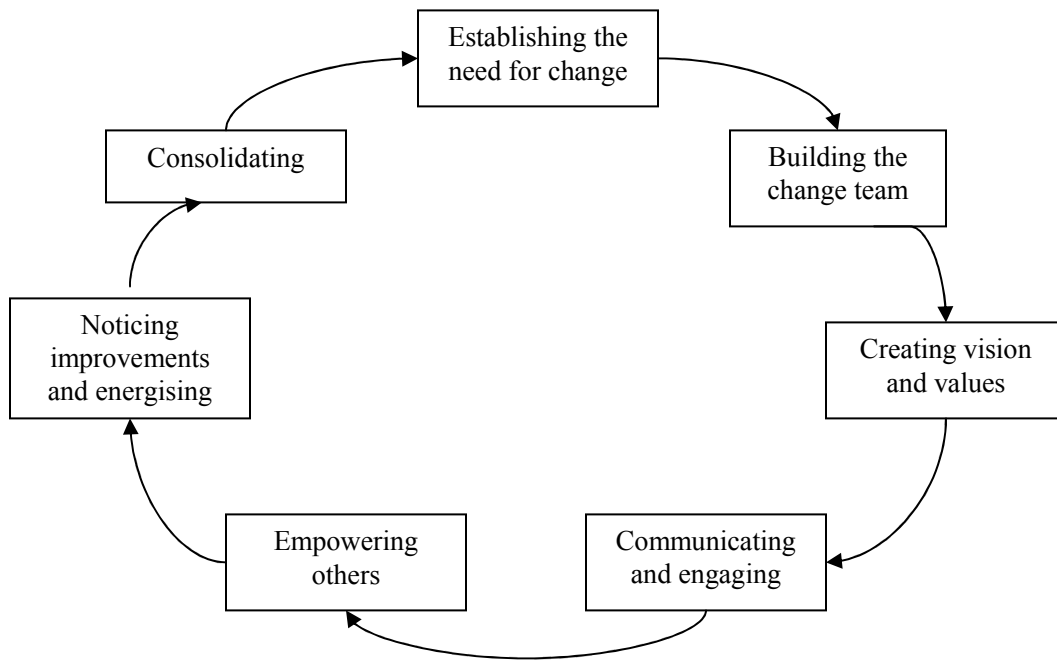 Establishing the
need for change
Building the
change team
Creating vision
and values
Communicating
and engaging
Empowering
others
Noticing
improvements
and energising
Consolidating